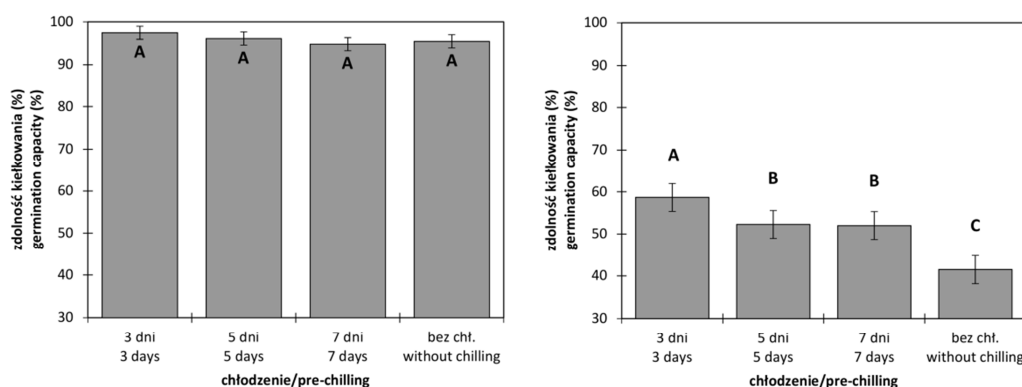 zdolność kiełkowania (%)
germination capacity (%)
100
90
80
70
60
50
40
30
A
A
A
A
3 dni
3 days
5 dni
5 days
7 dni
7 days
bez chł.
without chilling
chłodzenie/pre-chilling
zdolność kiełkowania (%)
germination capacity (%)
100
90
80
70
60
50
40
30
A
B
B
C
3 dni
3 days
5 dni
5 days
7 dni
7 days
bez chł.
without chilling
chłodzenie/pre-chilling